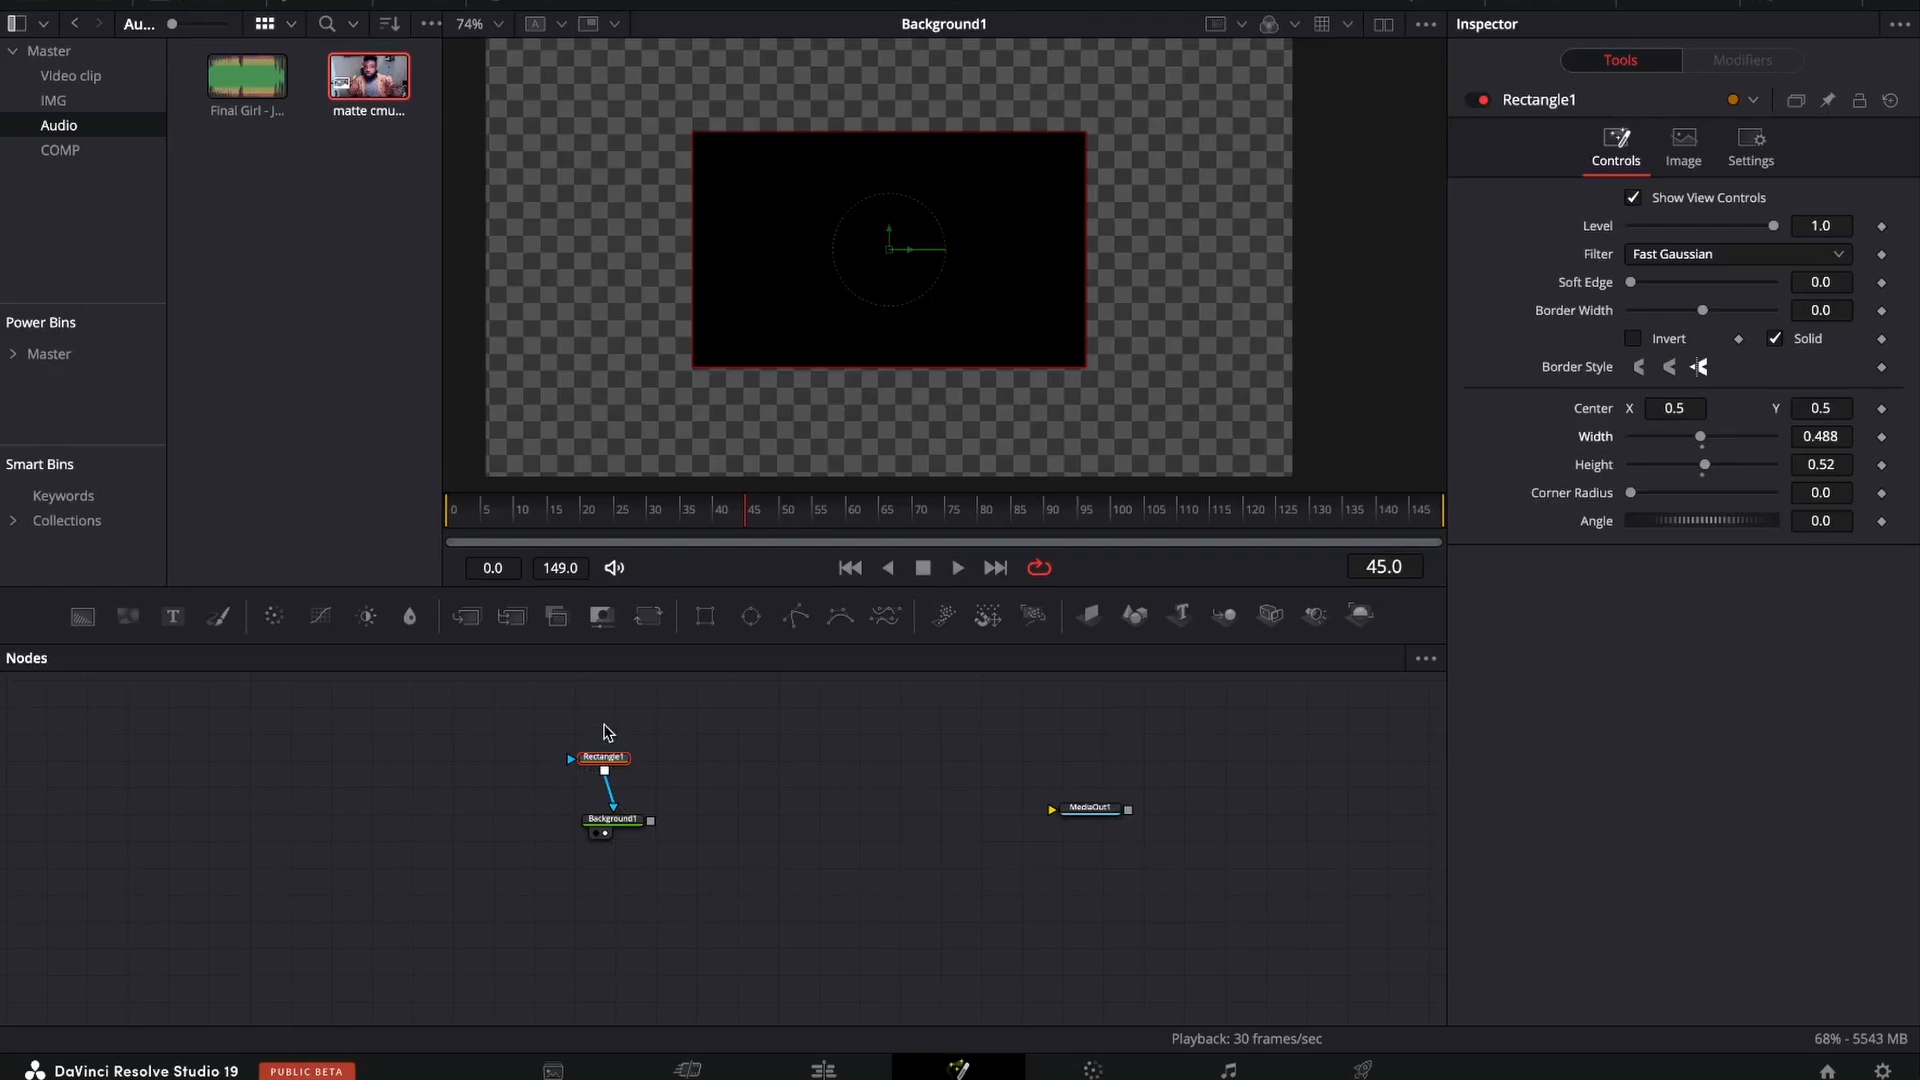 Au...
74%
A
Background1
Inspector
Master
Video clip
IMG
Audio
COMP
Final Girl - J...
matte cmu...
Tools
Modifiers
Rectangle1
Controls
Image
Settings
Show View Controls
Level
1.0
Filter
Fast Gaussian
Soft Edge
0.0
Border Width
0.0
Invert
Solid
Border Style
Center X 0.5 Y 0.5
Width
0.488
Height
0.52
Corner Radius
0.0
Angle
0.0
Power Bins
Master
Smart Bins
Keywords
Collections
0 5 10 15 20 25 30 35 40 45 50 55 60 65 70 75 80 85 90 95 100 105 110 115 120 125 130 135 140 145
0.0
149.0
45.0
T
T
Nodes
Rectangle1
Background1
MediaOut1
Playback: 30 frames/sec
68% - 5543 MB
DaVinci Resolve Studio 19
PUBLIC BETA